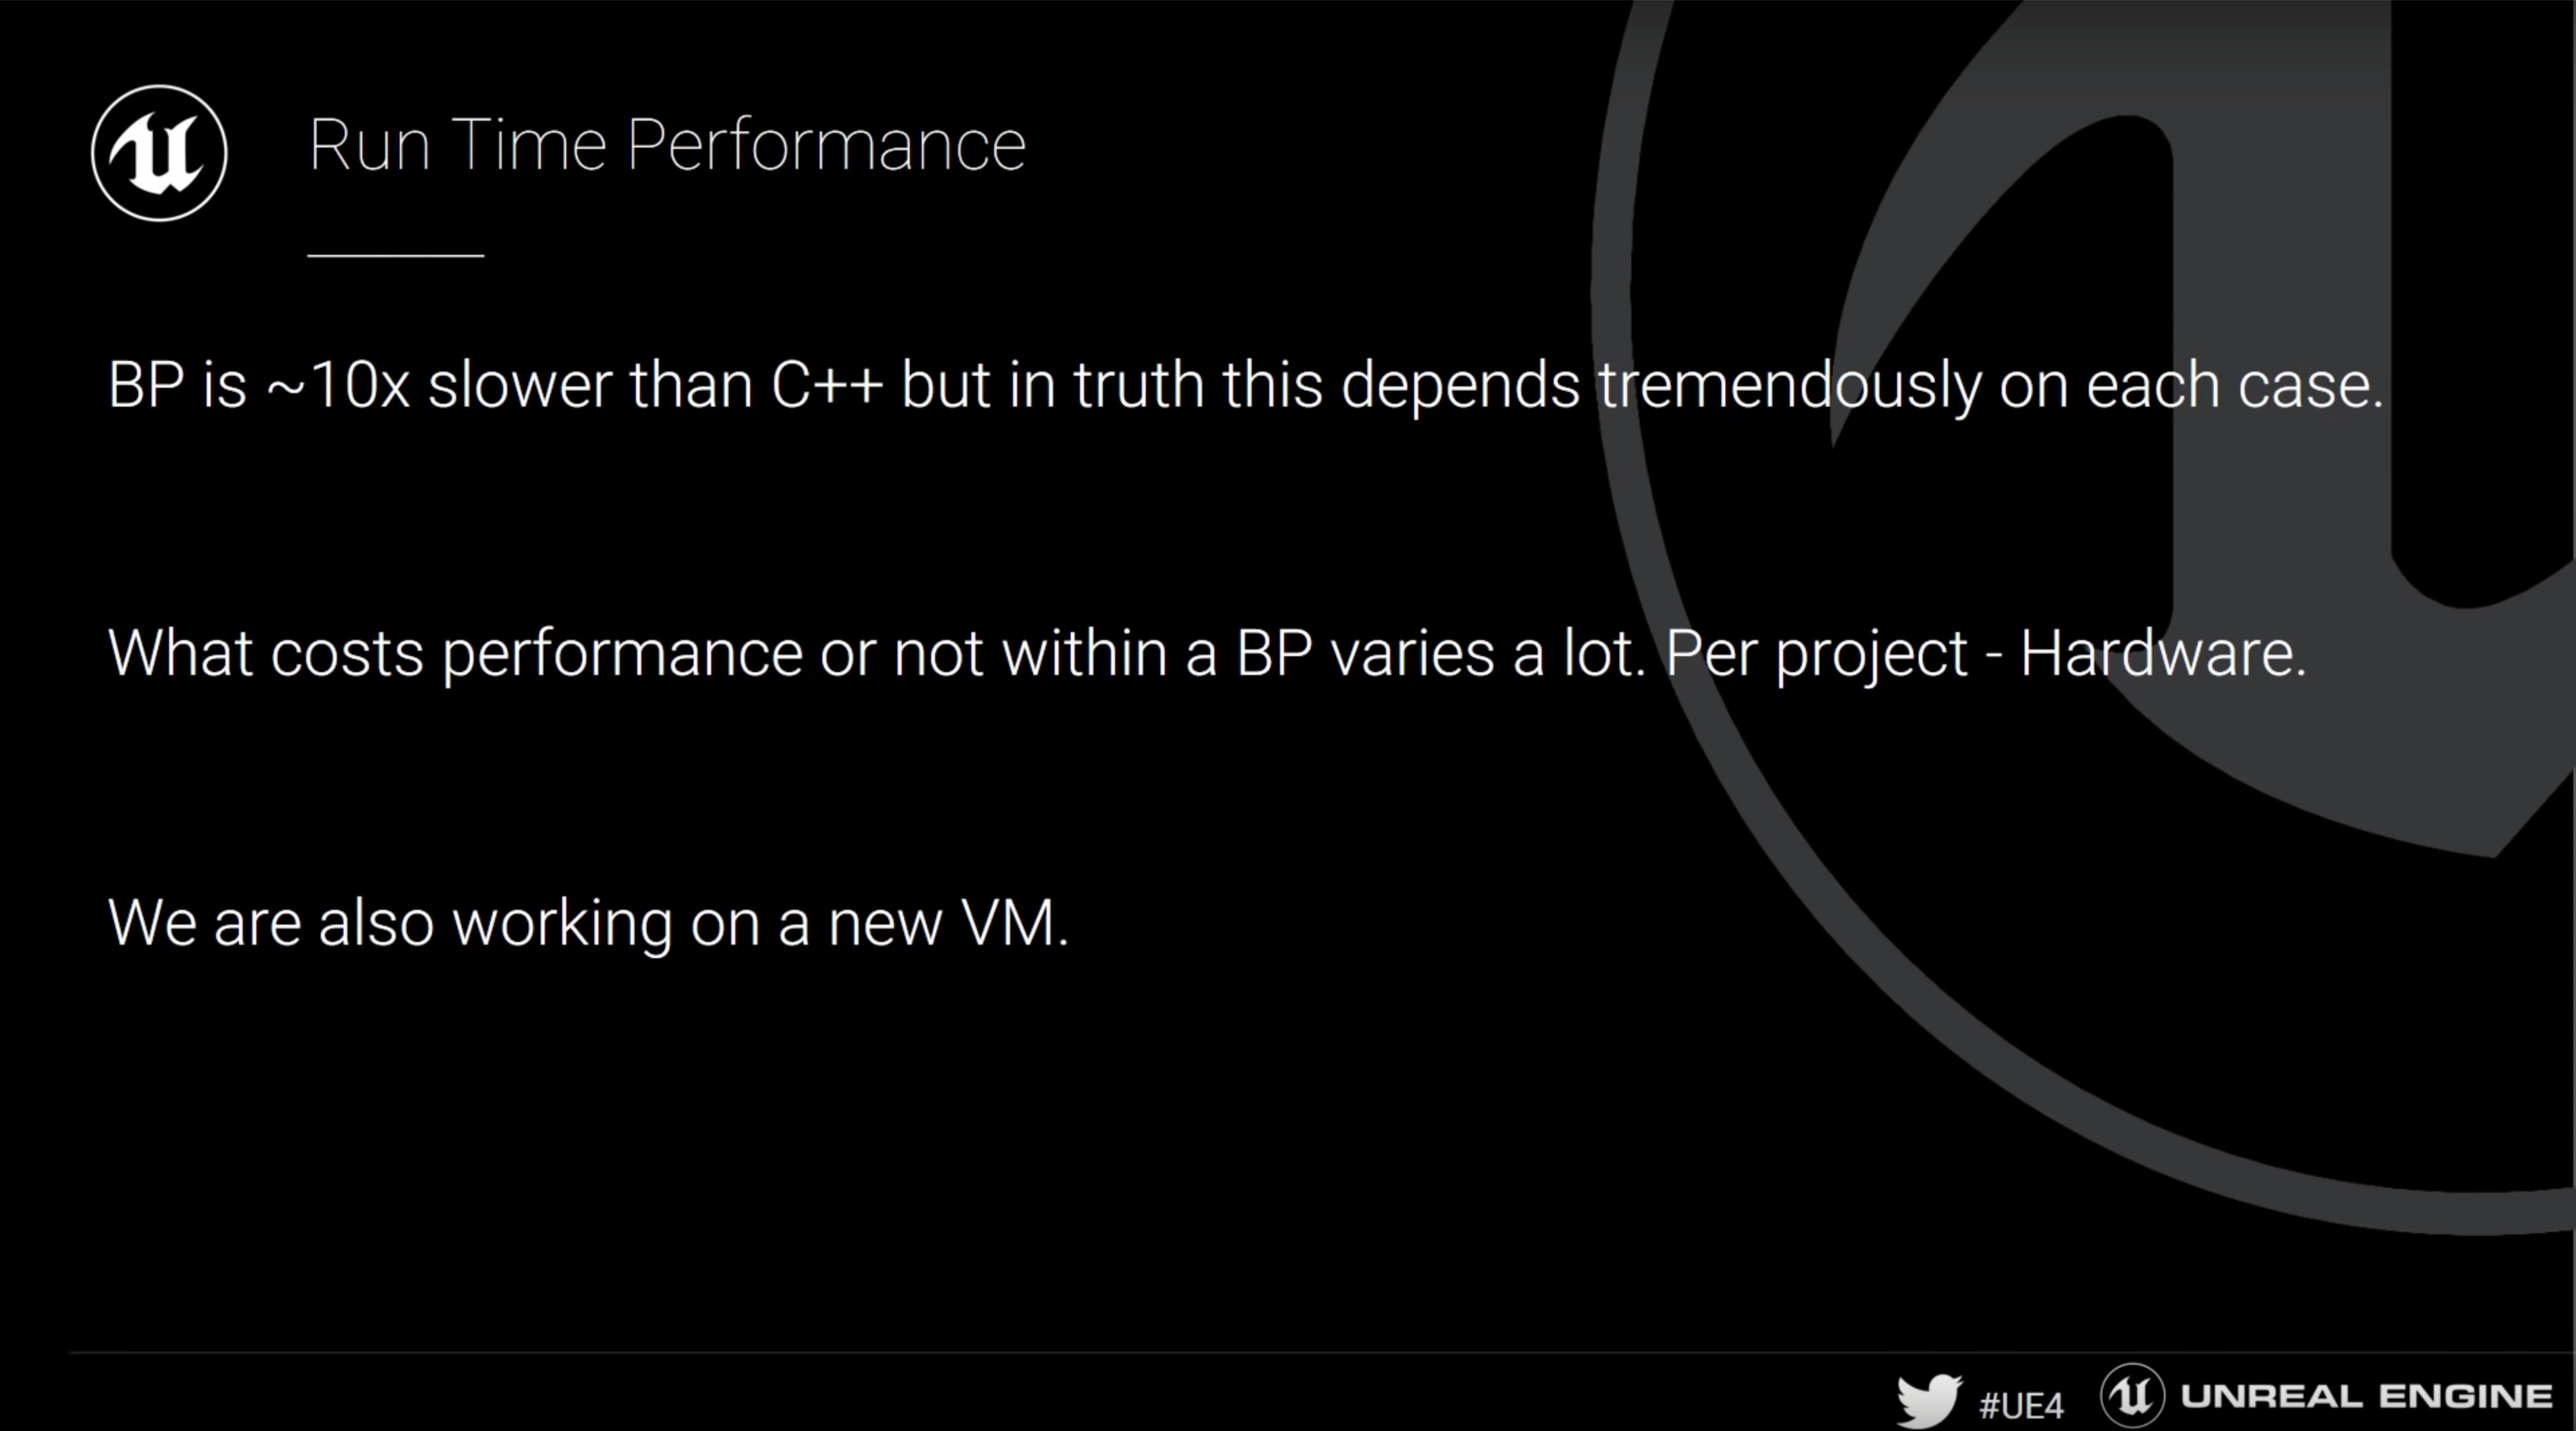 Run Time Performance
BP is ~10x slower than C++ but in truth this depends tremendously on each case.
What costs performance or not within a BP varies a lot. Per project - Hardware.
We are also working on a new VM.
#UE4 UNREAL ENGINE